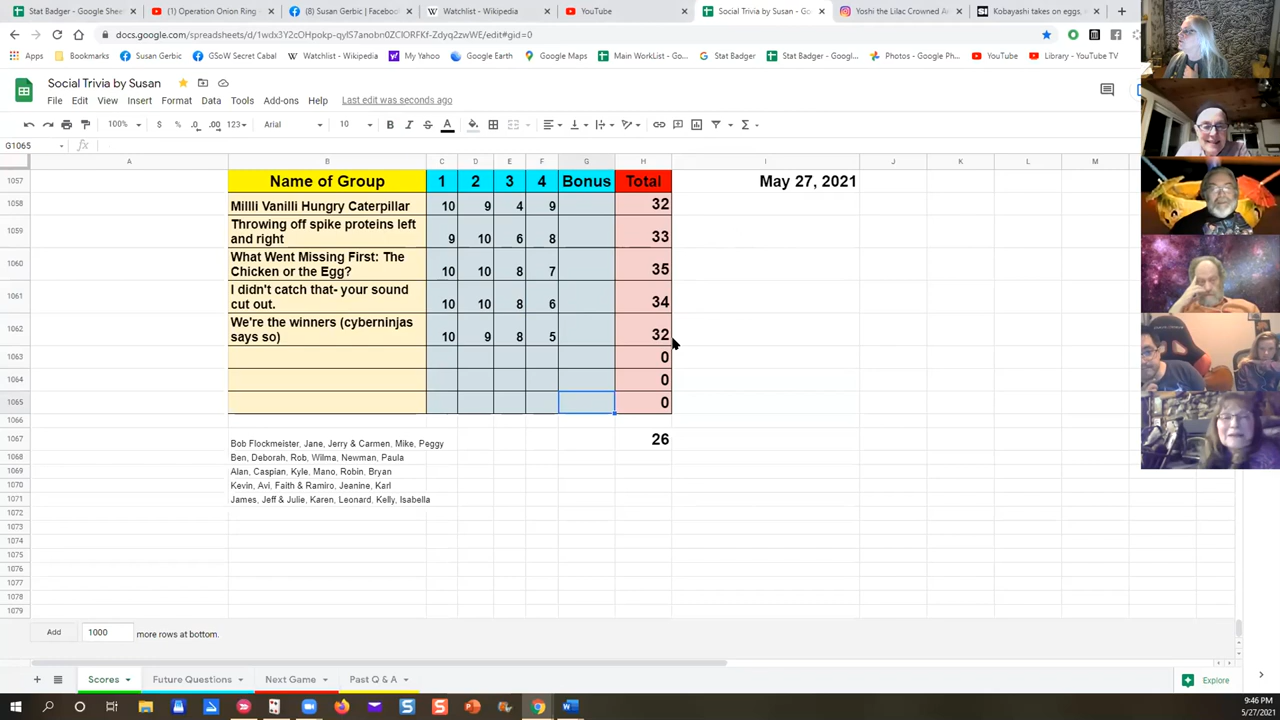 Stat Badger - Google Sheet
(1) Operation Onion Ring -
(8) Susan Gerbic | Facebook
Watchlist - Wikipedia
YouTube
Social Trivia by Susan - Go
Yoshi the Lilac Crowned A
Kobayashi takes on eggs, k
docs.google.com/spreadsheets/d/1wdx3Y2cOHpokp-qyIS7anobn0ZClORFKf-Zdyq2zwWE/edit#gid=0
Apps Bookmarks Susan Gerbic GSoW Secret Cabal Watchlist - Wikipedia My Yahoo Google Earth Google Maps Main WorkList - Go... Stat Badger Stat Badger - Googl... Photos - Google Ph... YouTube Library - YouTube TV
Social Trivia by Susan
File Edit View Insert Format Data Tools Add-ons Help Last edit was seconds ago
100% $ % .0 .00 123 Arial 10 B I S A
G1065 fx
A B C D E F G H I J K L M
1057 Name of Group 1 2 3 4 Bonus Total May 27, 2021
1058 Millli Vanilli Hungry Caterpillar 10 9 4 9 32
Throwing off spike proteins left
1059 and right 9 10 6 8 33
What Went Missing First: The
1060 Chicken or the Egg? 10 10 8 7 35
I didn't catch that- your sound
1061 cut out. 10 10 8 6 34
We're the winners (cyberninjas
1062 says so) 10 9 8 5 32
1063 0
1064 0
1065 0
1066
1067 Bob Flockmeister, Jane, Jerry & Carmen, Mike, Peggy 26
1068 Ben, Deborah, Rob, Wilma, Newman, Paula
1069 Alan, Caspian, Kyle, Mano, Robin, Bryan
1070 Kevin, Avi, Faith & Ramiro, Jeanine, Karl
1071 James, Jeff & Julie, Karen, Leonard, Kelly, Isabella
1072
1073
1074
1075
1076
1077
1078
1079
Add 1000 more rows at bottom.
Scores Future Questions Next Game Past Q & A Explore
9:46 PM
5/27/2021